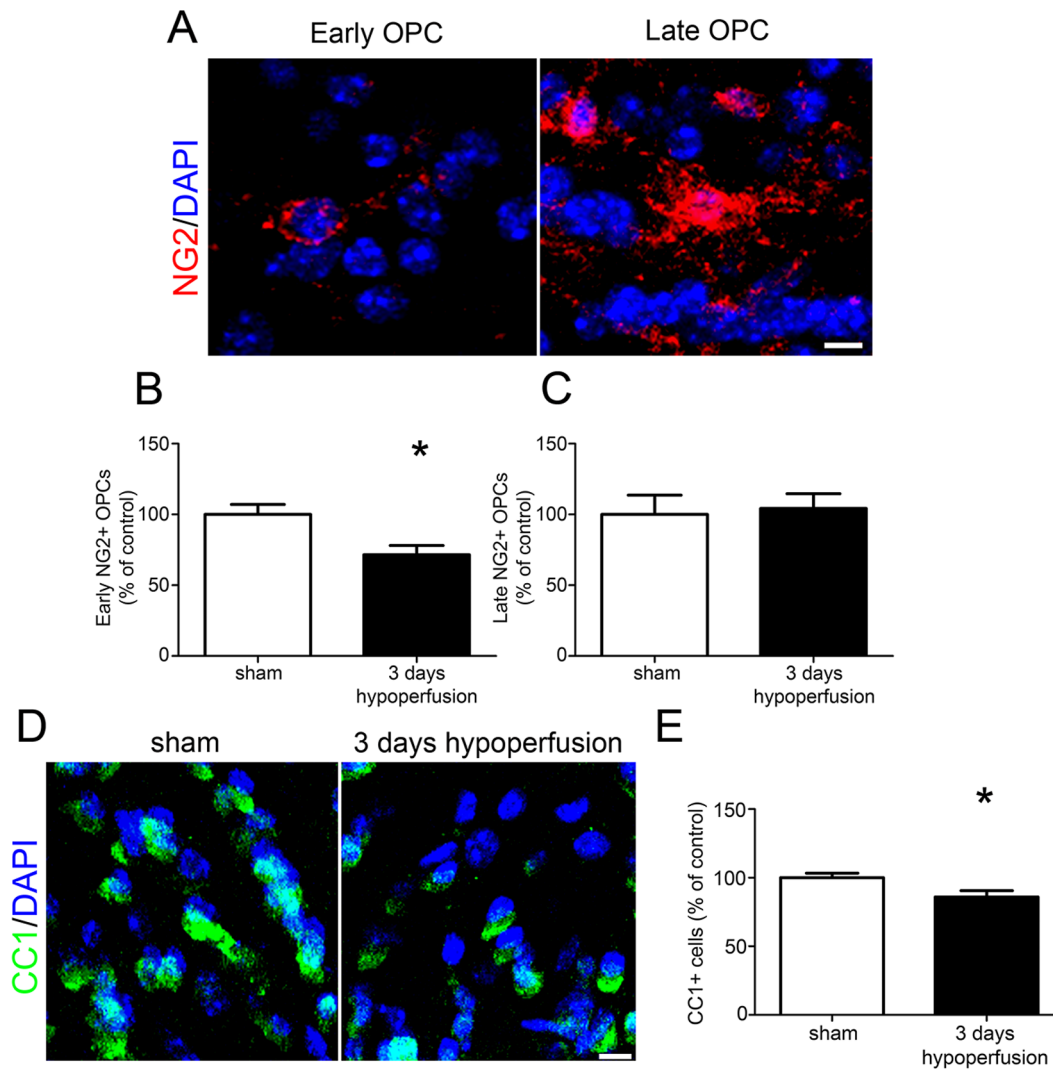 A
Early OPC
Late OPC
NG2/DAPI
B
C
150
100
50
0
Early NG2+ OPCs
(% of control)
*
sham
3 days
hypoperfusion
150
100
50
0
Late NG2+ OPCs
(% of control)
sham
3 days
hypoperfusion
D
sham
3 days hypoperfusion
CC1/DAPI
E
150
100
50
0
CC1+ cells (% of control)
*
sham
3 days
hypoperfusion